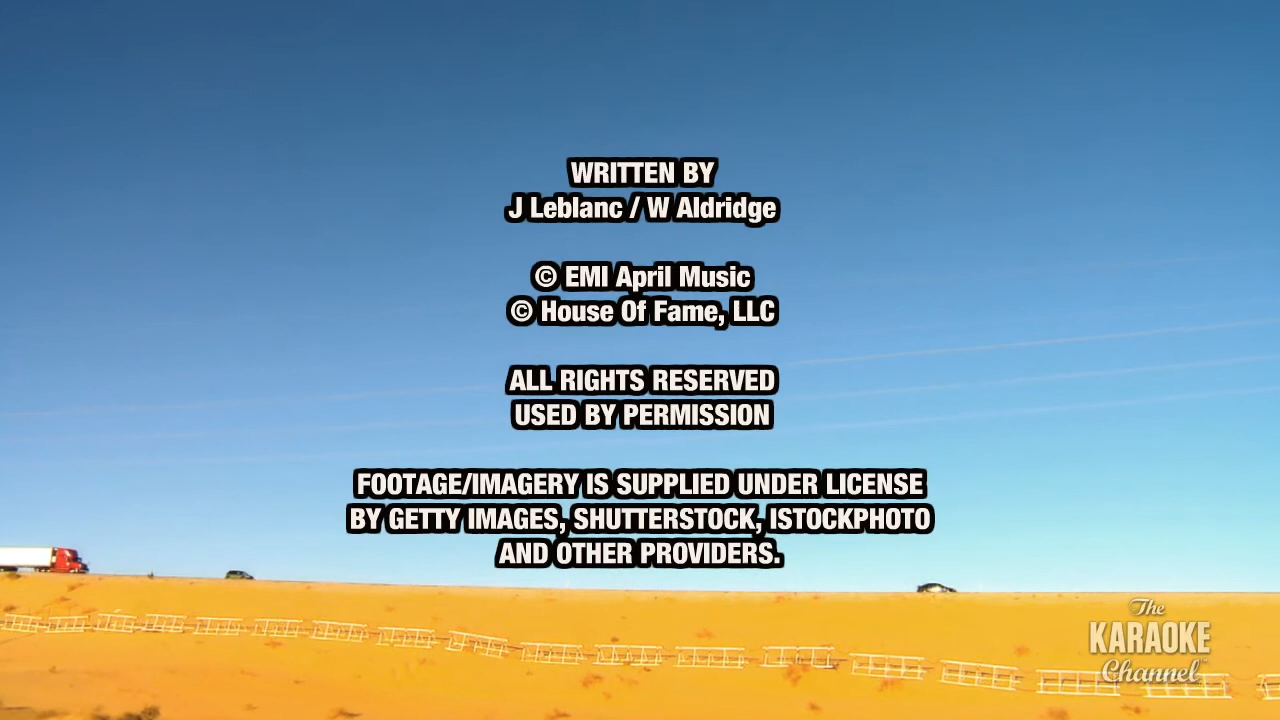 WRITTEN BY
J Leblanc / W Aldridge
© EMI April Music
© House Of Fame, LLC
ALL RIGHTS RESERVED
USED BY PERMISSION
FOOTAGE/IMAGERY IS SUPPLIED UNDER LICENSE
BY GETTY IMAGES, SHUTTERSTOCK, ISTOCKPHOTO
AND OTHER PROVIDERS.
The
KARAOKE
Channel™